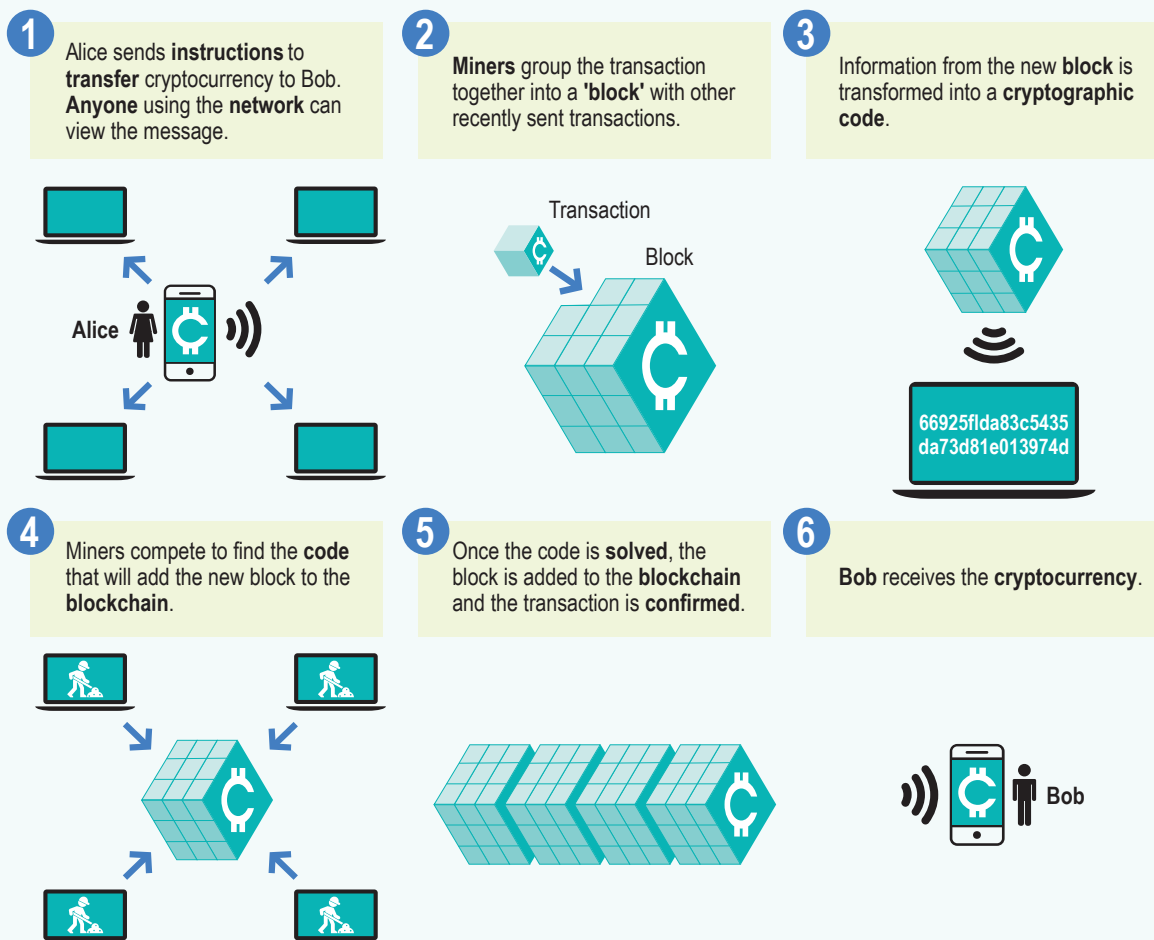 1
Alice sends instructions to
transfer cryptocurrency to Bob.
Anyone using the network can
view the message.
Alice
2
Miners group the transaction
together into a 'block' with other
recently sent transactions.
Transaction
Block
3
Information from the new block is
transformed into a cryptographic
code.
66925flda83c5435
da73d81e013974d
4
Miners compete to find the code
that will add the new block to the
blockchain.
5
Once the code is solved, the
block is added to the blockchain
and the transaction is confirmed.
6
Bob receives the cryptocurrency.
Bob